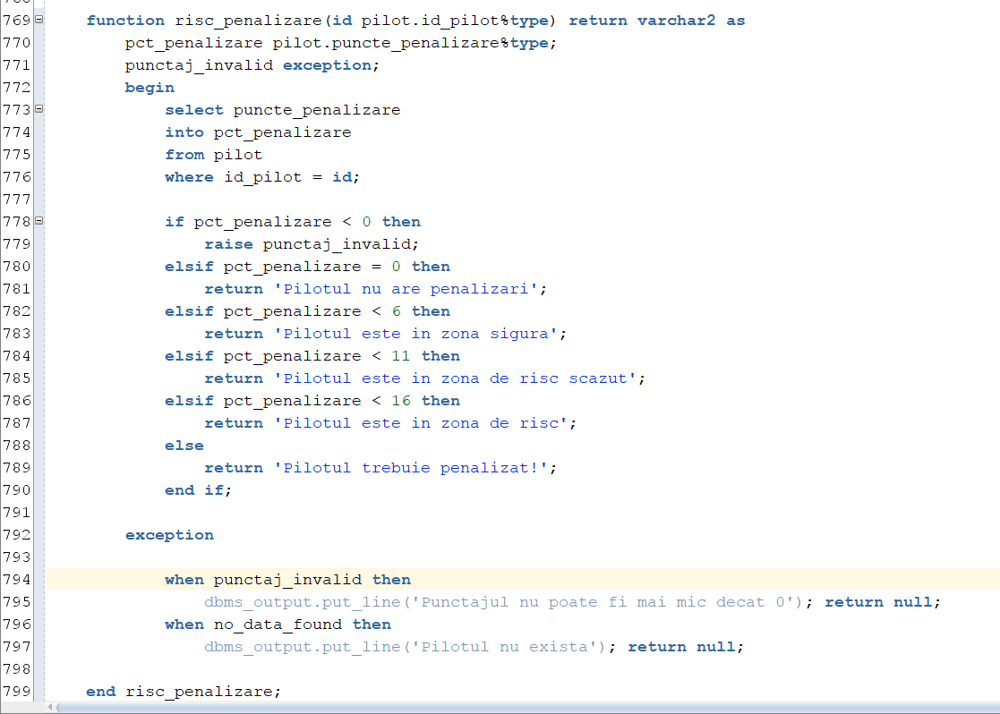 769 function risc_penalizare(id pilot.id_pilot%type) return varchar2 as
770 pct_penalizare pilot.puncte_penalizare%type;
771 punctaj_invalid exception;
772 begin
773 select puncte_penalizare
774 into pct_penalizare
775 from pilot
776 where id_pilot = id;
777
778 if pct_penalizare < 0 then
779 raise punctaj_invalid;
780 elsif pct_penalizare = 0 then
781 return 'Pilotul nu are penalizari';
782 elsif pct_penalizare < 6 then
783 return 'Pilotul este in zona sigura';
784 elsif pct_penalizare < 11 then
785 return 'Pilotul este in zona de risc scazut';
786 elsif pct_penalizare < 16 then
787 return 'Pilotul este in zona de risc';
788 else
789 return 'Pilotul trebuie penalizat!';
790 end if;
791
792 exception
793
794 when punctaj_invalid then
795 dbms_output.put_line('Punctajul nu poate fi mai mic decat 0'); return null;
796 when no_data_found then
797 dbms_output.put_line('Pilotul nu exista'); return null;
798
799 end risc_penalizare;